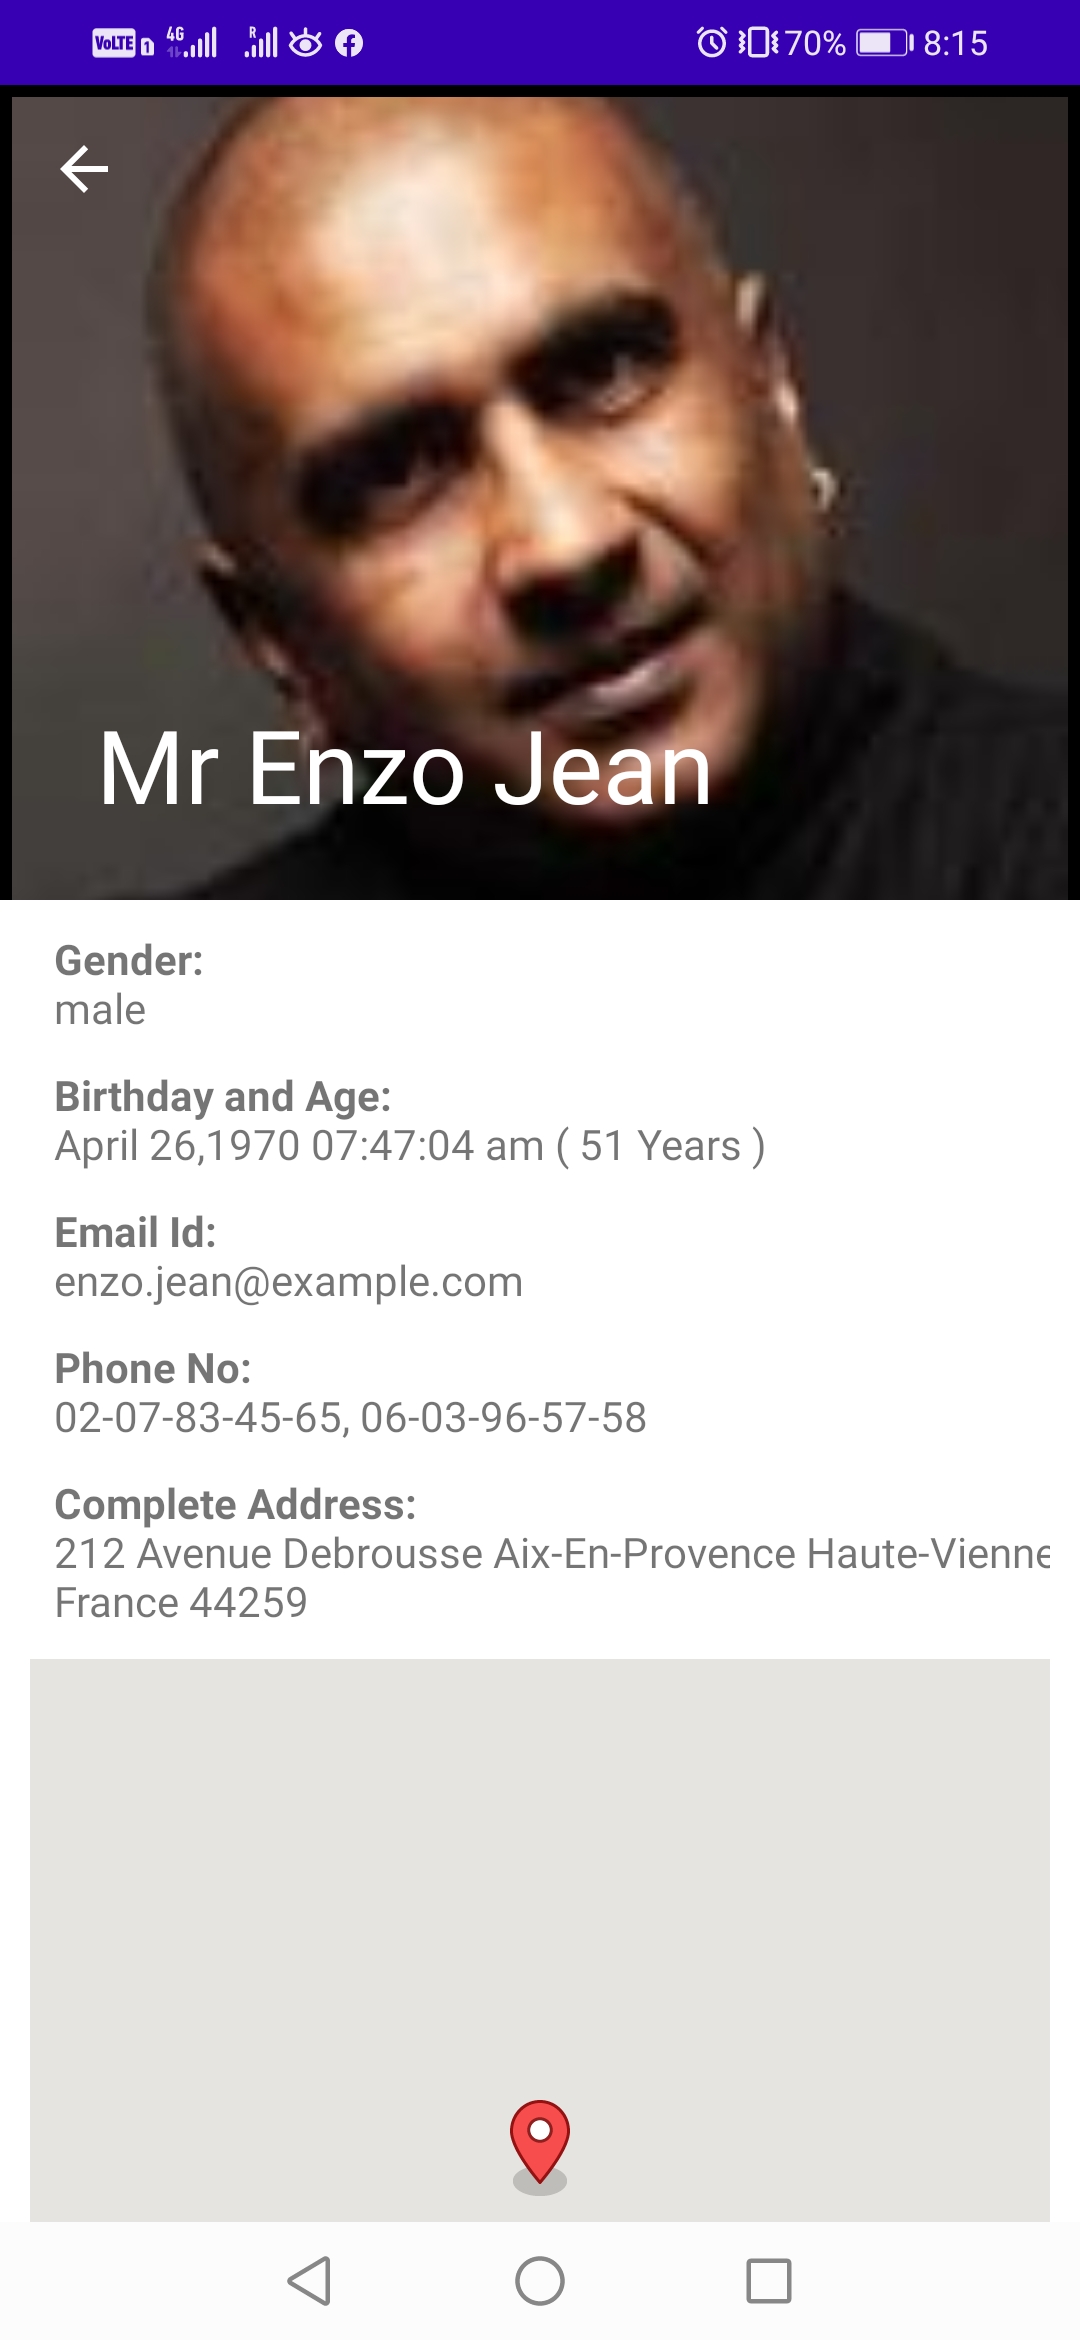 VoLTE 1 4G R 70% 8:15
Mr Enzo Jean
Gender:
male
Birthday and Age:
April 26,1970 07:47:04 am ( 51 Years )
Email Id:
enzo.jean@example.com
Phone No:
02-07-83-45-65, 06-03-96-57-58
Complete Address:
212 Avenue Debrousse Aix-En-Provence Haute-Vienne
France 44259